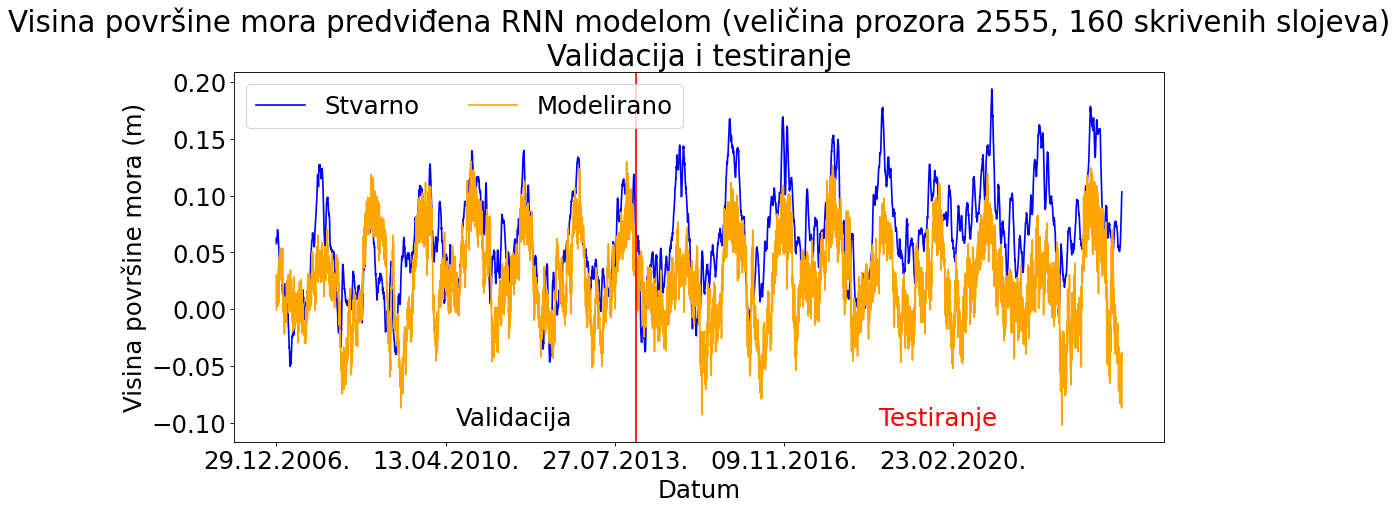 Visina površine mora predviđena RNN modelom (veličina prozora 2555, 160 skrivenih slojeva)
Validacija i testiranje
Stvarno Modelirano
Visina površine mora (m)
0.20
0.15
0.10
0.05
0.00
−0.05
−0.10
Validacija Testiranje
29.12.2006. 13.04.2010. 27.07.2013. 09.11.2016. 23.02.2020.
Datum